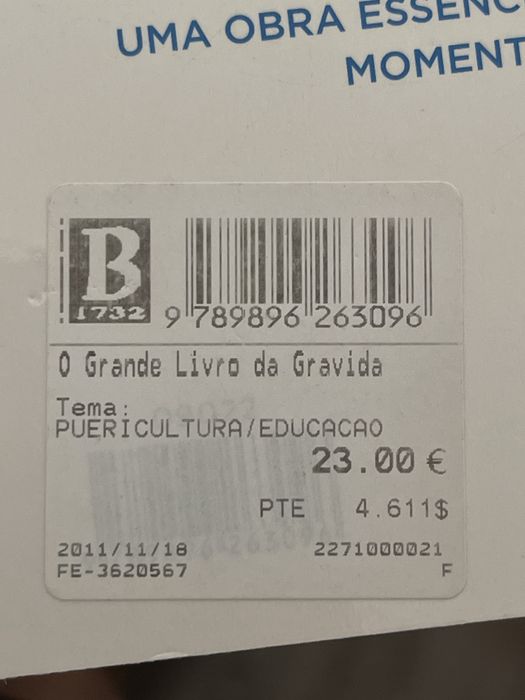 UMA OBRA ESSENC
MOMENT
B
1732
9 789896 263096
O Grande Livro da Gravida
Tema:
PUERICULTURA/EDUCACAO
23.00 €
PTE 4.611$
2011/11/18 2271000021
FE-3620567 F